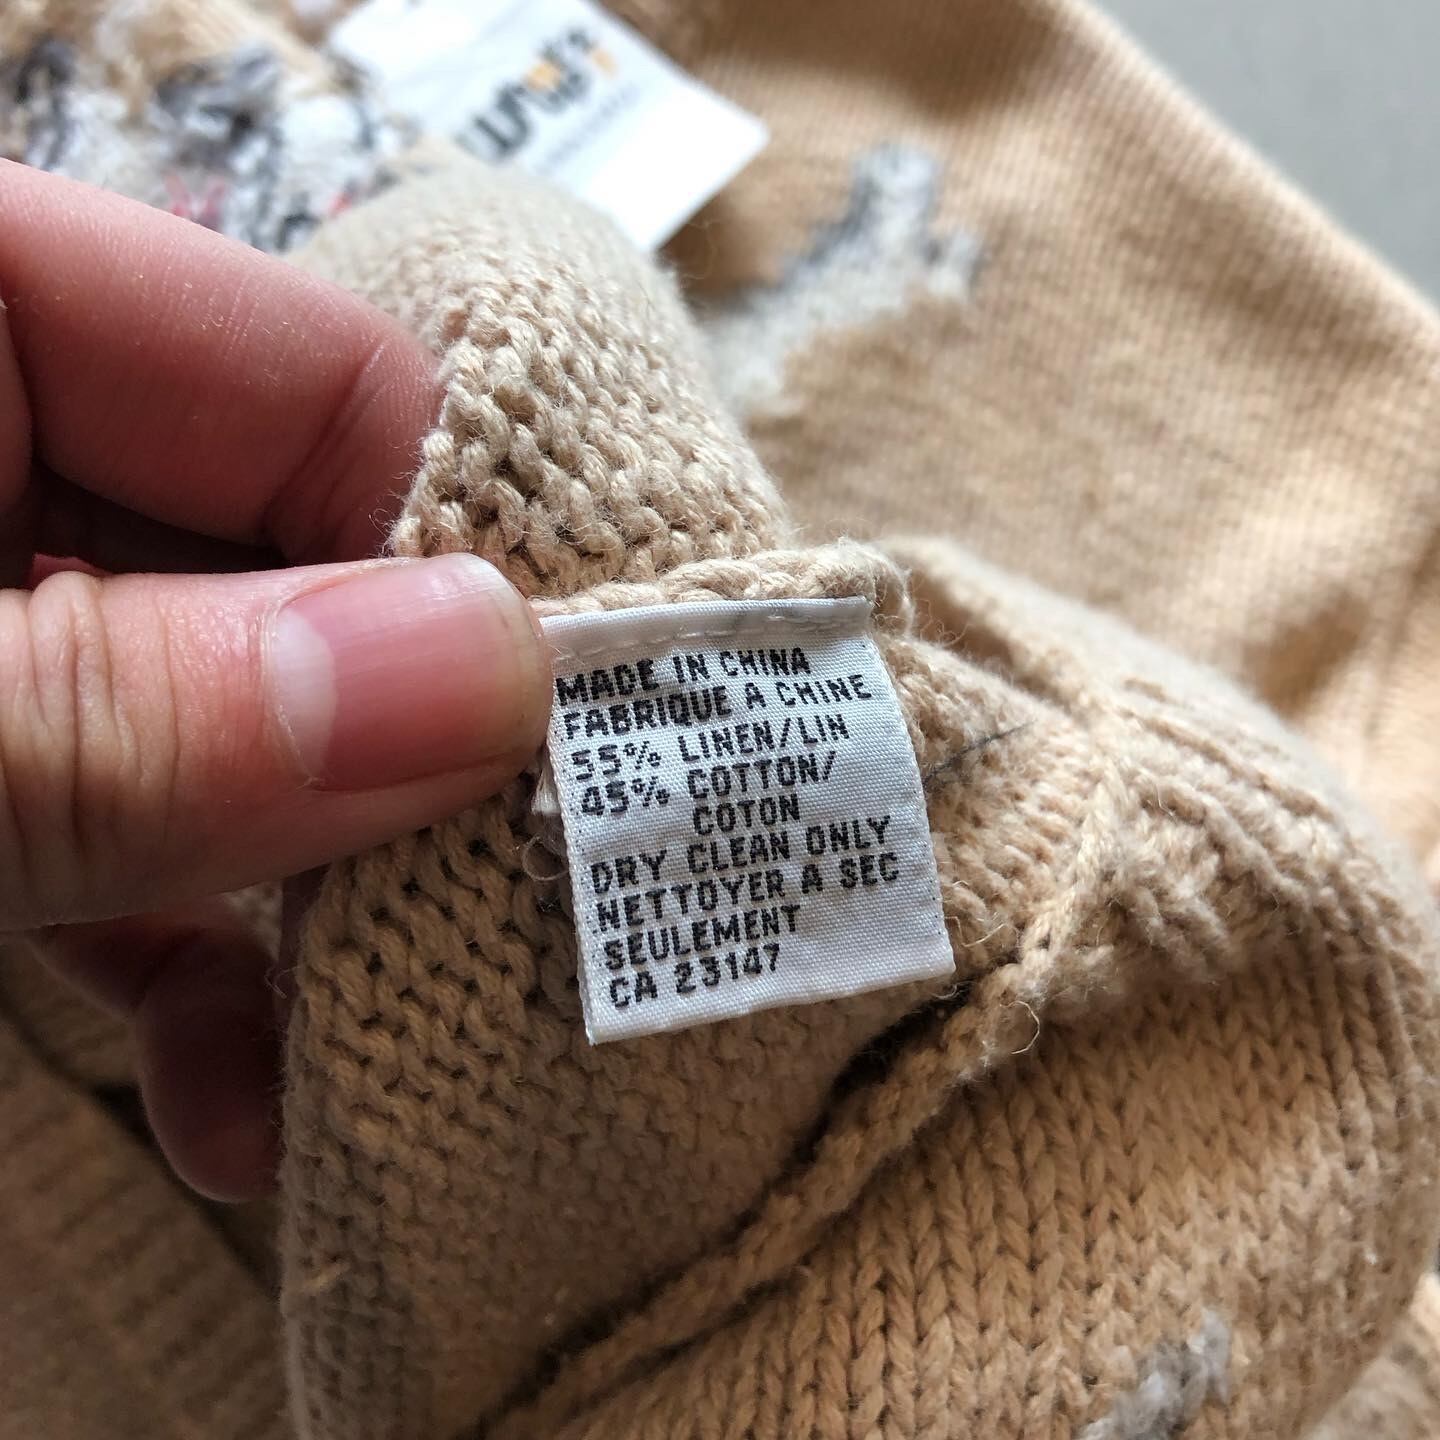 MADE IN CHINA
FABRIQUE A CHINE
55% LINEN/LIN
45% COTTON/
COTON
DRY CLEAN ONLY
NETTOYER A SEC
SEULEMENT
CA 23147